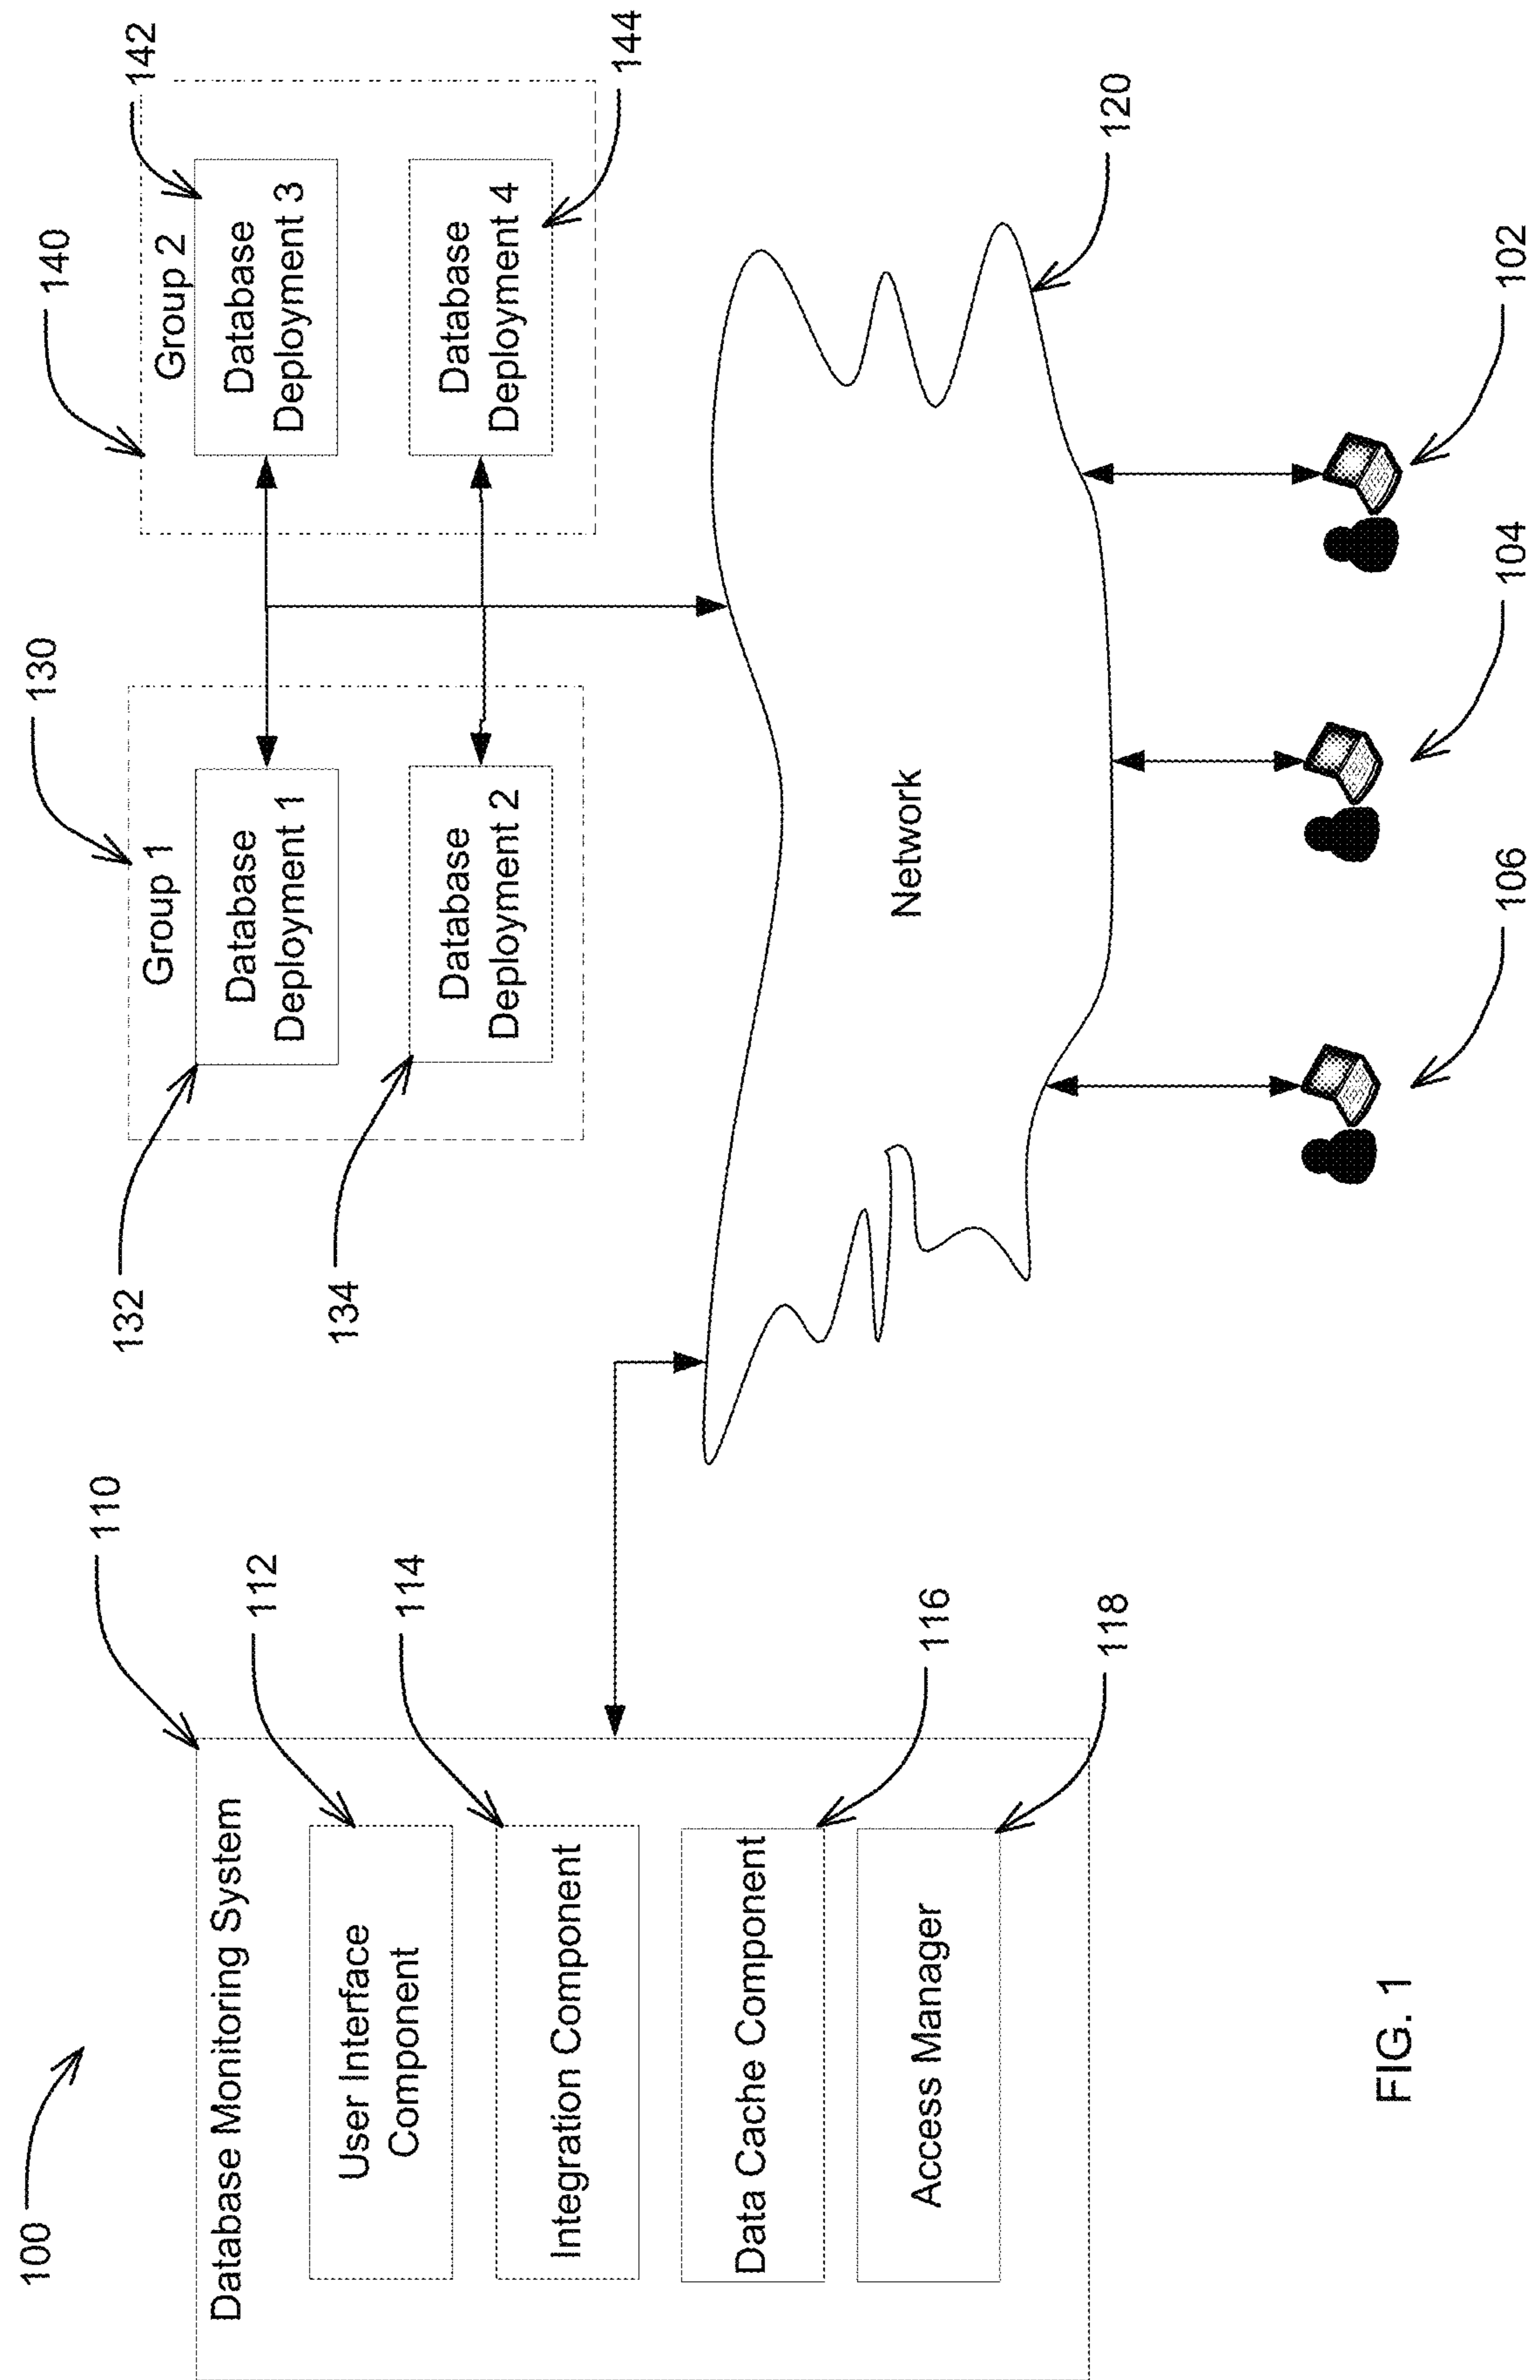 100
110
Database Monitoring System
User Interface
Component
112
Integration Component
114
Data Cache Component
116
Access Manager
118
130
Group 1
132
Database
Deployment 1
134
Database
Deployment 2
140
Group 2
142
Database
Deployment 3
144
Database
Deployment 4
Network
120
106
104
102
FIG. 1